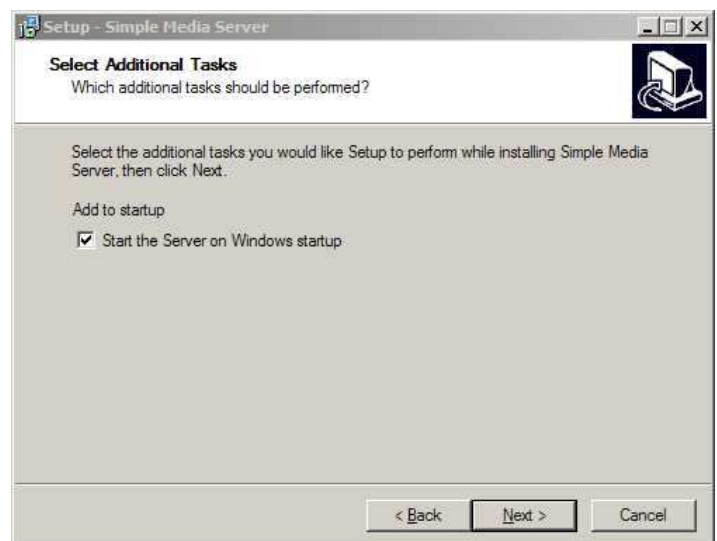 Setup - Simple Media Server
Select Additional Tasks
Which additional tasks should be performed?
Select the additional tasks you would like Setup to perform while installing Simple Media
Server, then click Next.
Add to startup
Start the Server on Windows startup
< Back
Next >
Cancel